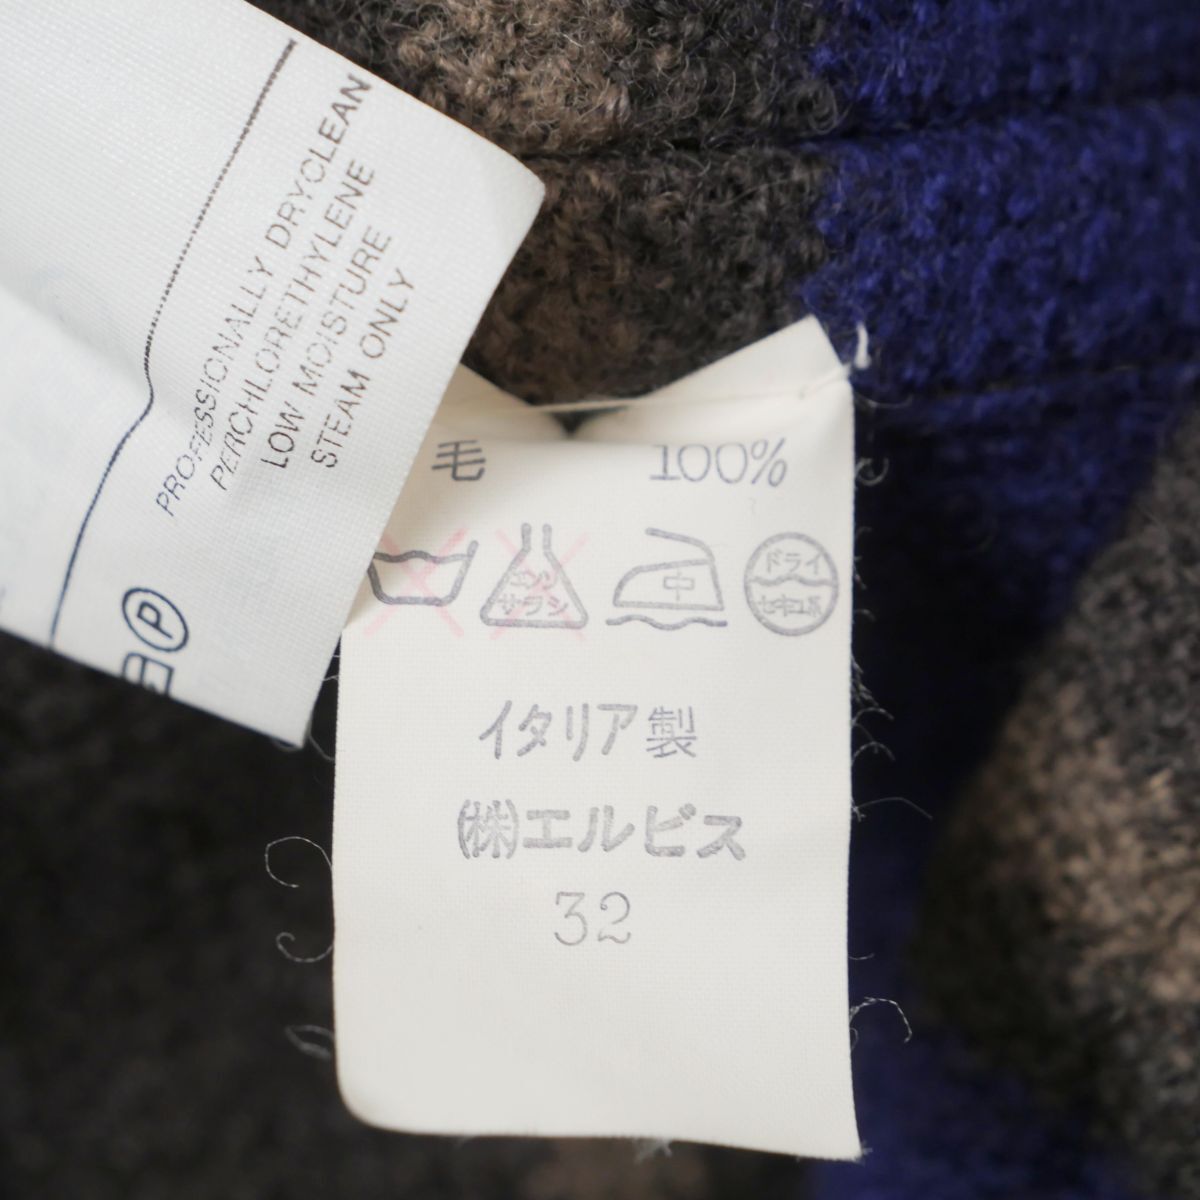 PROFESSIONALLY DRYCLEAN
PERCHLORETHYLENE
LOW MOISTURE
STEAM ONLY
P
毛 100%
エンソ
サラシ
中
ドライ
セキユ系
イタリア製
(株)エルビス
32